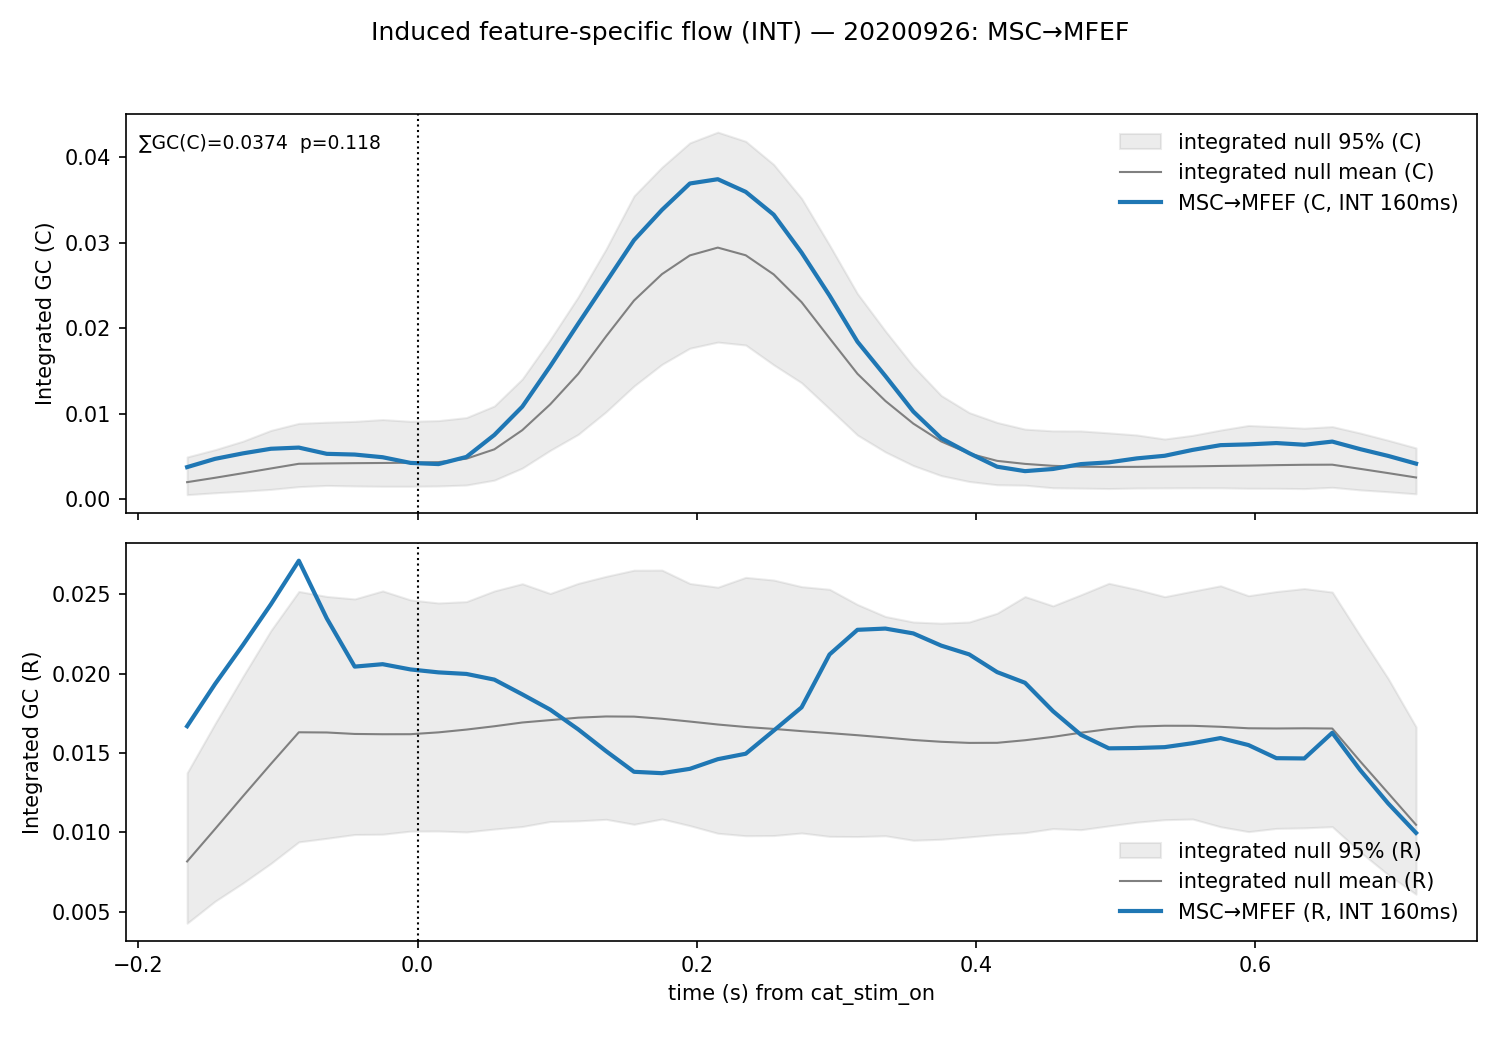 Induced feature-specific flow (INT) — 20200926: MSC→MFEF
∑GC(C)=0.0374  p=0.118
integrated null 95% (C)
integrated null mean (C)
MSC→MFEF (C, INT 160ms)
Integrated GC (C)
0.04
0.03
0.02
0.01
0.00
Integrated GC (R)
0.025
0.020
0.015
0.010
0.005
integrated null 95% (R)
integrated null mean (R)
MSC→MFEF (R, INT 160ms)
−0.2
0.0
0.2
0.4
0.6
time (s) from cat_stim_on